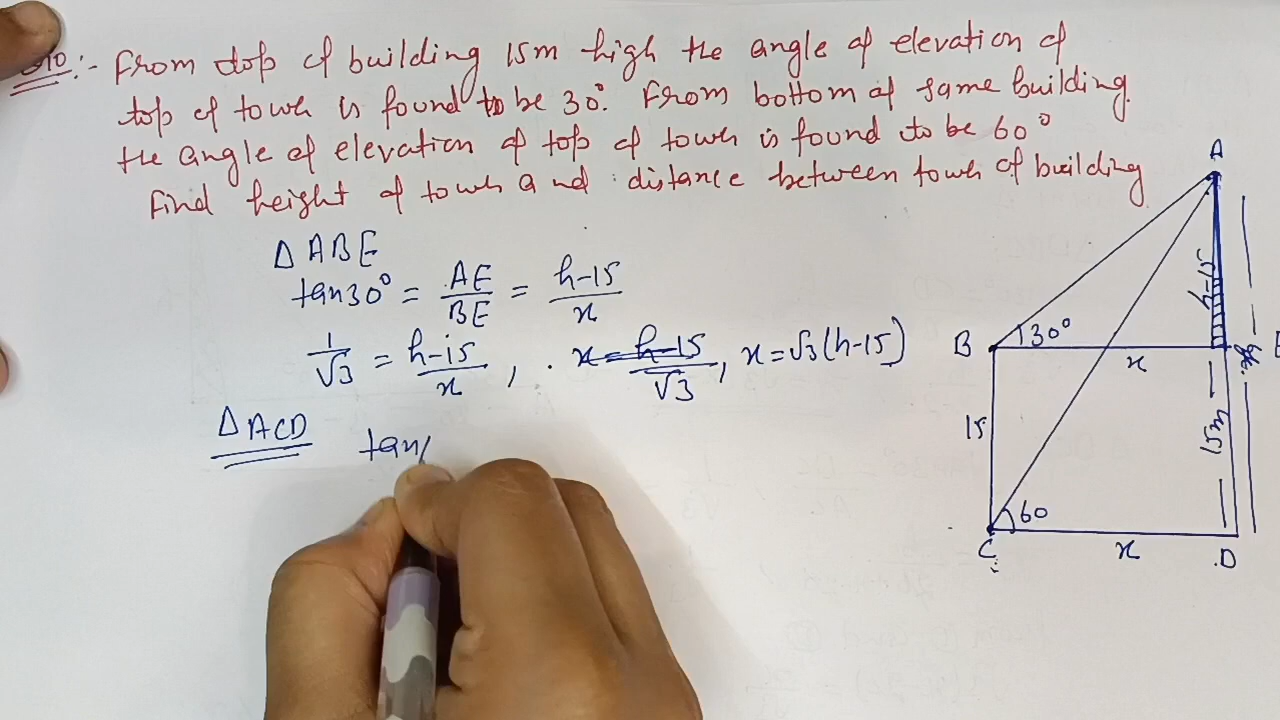 :- From top of building 15m high the angle of elevation of
top of tower is found to be 30°. From bottom of same building
the angle of elevation of top of tower is found to be 60°
Find height of tower and distance between tower of building
Δ ABE
tan30° = AE/BE = h-15/x
1/√3 = h-15/x , x = h-15/√3 , x = √3(h-15)
Δ ACD tan
A
h-15
B 30° x E
15 15m
60
C x D